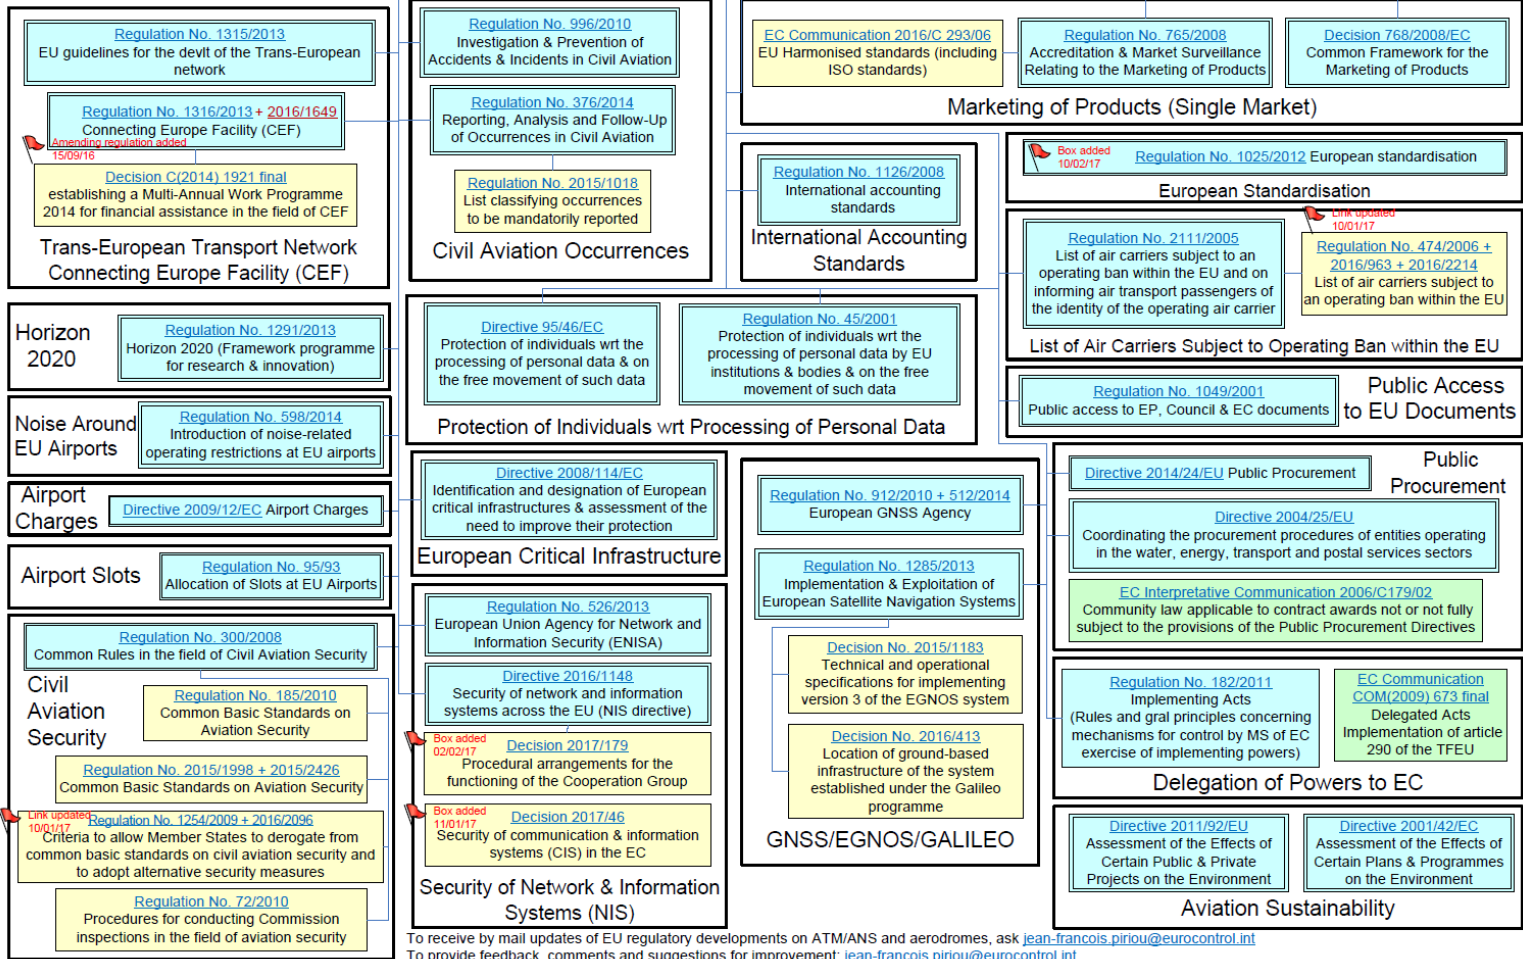 Regulation No. 1315/2013
EU guidelines for the devlt of the Trans-European
network
Regulation No. 1316/2013 + 2016/1649
Connecting Europe Facility (CEF)
Amending regulation added
15/09/16
Decision C(2014) 1921 final
establishing a Multi-Annual Work Programme
2014 for financial assistance in the field of CEF
Trans-European Transport Network
Connecting Europe Facility (CEF)
Horizon
2020
Regulation No. 1291/2013
Horizon 2020 (Framework programme
for research & innovation)
Noise Around
EU Airports
Regulation No. 598/2014
Introduction of noise-related
operating restrictions at EU airports
Airport
Charges
Directive 2009/12/EC Airport Charges
Airport Slots
Regulation No. 95/93
Allocation of Slots at EU Airports
Regulation No. 300/2008
Common Rules in the field of Civil Aviation Security
Civil
Aviation
Security
Regulation No. 185/2010
Common Basic Standards on
Aviation Security
Regulation No. 2015/1998 + 2015/2426
Common Basic Standards on Aviation Security
Link updated
10/01/17
Regulation No. 1254/2009 + 2016/2096
Criteria to allow Member States to derogate from
common basic standards on civil aviation security and
to adopt alternative security measures
Regulation No. 72/2010
Procedures for conducting Commission
inspections in the field of aviation security
Regulation No. 996/2010
Investigation & Prevention of
Accidents & Incidents in Civil Aviation
Regulation No. 376/2014
Reporting, Analysis and Follow-Up
of Occurrences in Civil Aviation
Regulation No. 2015/1018
List classifying occurrences
to be mandatorily reported
Civil Aviation Occurrences
Directive 95/46/EC
Protection of individuals wrt the
processing of personal data & on
the free movement of such data
Regulation No. 45/2001
Protection of individuals wrt the
processing of personal data by EU
institutions & bodies & on the free
movement of such data
Protection of Individuals wrt Processing of Personal Data
Directive 2008/114/EC
Identification and designation of European
critical infrastructures & assessment of the
need to improve their protection
European Critical Infrastructure
Regulation No. 526/2013
European Union Agency for Network and
Information Security (ENISA)
Directive 2016/1148
Security of network and information
systems across the EU (NIS directive)
Box added
02/02/17
Decision 2017/179
Procedural arrangements for the
functioning of the Cooperation Group
Box added
11/01/17
Decision 2017/46
Security of communication & information
systems (CIS) in the EC
Security of Network & Information
Systems (NIS)
EC Communication 2016/C 293/06
EU Harmonised standards (including
ISO standards)
Regulation No. 765/2008
Accreditation & Market Surveillance
Relating to the Marketing of Products
Decision 768/2008/EC
Common Framework for the
Marketing of Products
Marketing of Products (Single Market)
Regulation No. 1126/2008
International accounting
standards
International Accounting
Standards
Box added
10/02/17
Regulation No. 1025/2012 European standardisation
European Standardisation
Regulation No. 2111/2005
List of air carriers subject to an
operating ban within the EU and on
informing air transport passengers of
the identity of the operating air carrier
Link updated
10/01/17
Regulation No. 474/2006 +
2016/963 + 2016/2214
List of air carriers subject to
an operating ban within the EU
List of Air Carriers Subject to Operating Ban within the EU
Regulation No. 1049/2001
Public access to EP, Council & EC documents
Public Access
to EU Documents
Regulation No. 912/2010 + 512/2014
European GNSS Agency
Regulation No. 1285/2013
Implementation & Exploitation of
European Satellite Navigation Systems
Decision No. 2015/1183
Technical and operational
specifications for implementing
version 3 of the EGNOS system
Decision No. 2016/413
Location of ground-based
infrastructure of the system
established under the Galileo
programme
GNSS/EGNOS/GALILEO
Directive 2014/24/EU Public Procurement
Public
Procurement
Directive 2004/25/EU
Coordinating the procurement procedures of entities operating
in the water, energy, transport and postal services sectors
EC Interpretative Communication 2006/C179/02
Community law applicable to contract awards not or not fully
subject to the provisions of the Public Procurement Directives
Regulation No. 182/2011
Implementing Acts
(Rules and gral principles concerning
mechanisms for control by MS of EC
exercise of implementing powers)
EC Communication
COM(2009) 673 final
Delegated Acts
Implementation of article
290 of the TFEU
Delegation of Powers to EC
Directive 2011/92/EU
Assessment of the Effects of
Certain Public & Private
Projects on the Environment
Directive 2001/42/EC
Assessment of the Effects of
Certain Plans & Programmes
on the Environment
Aviation Sustainability
To receive by mail updates of EU regulatory developments on ATM/ANS and aerodromes, ask jean-francois.piriou@eurocontrol.int
To provide feedback, comments and suggestions for improvement: jean-francois.piriou@eurocontrol.int